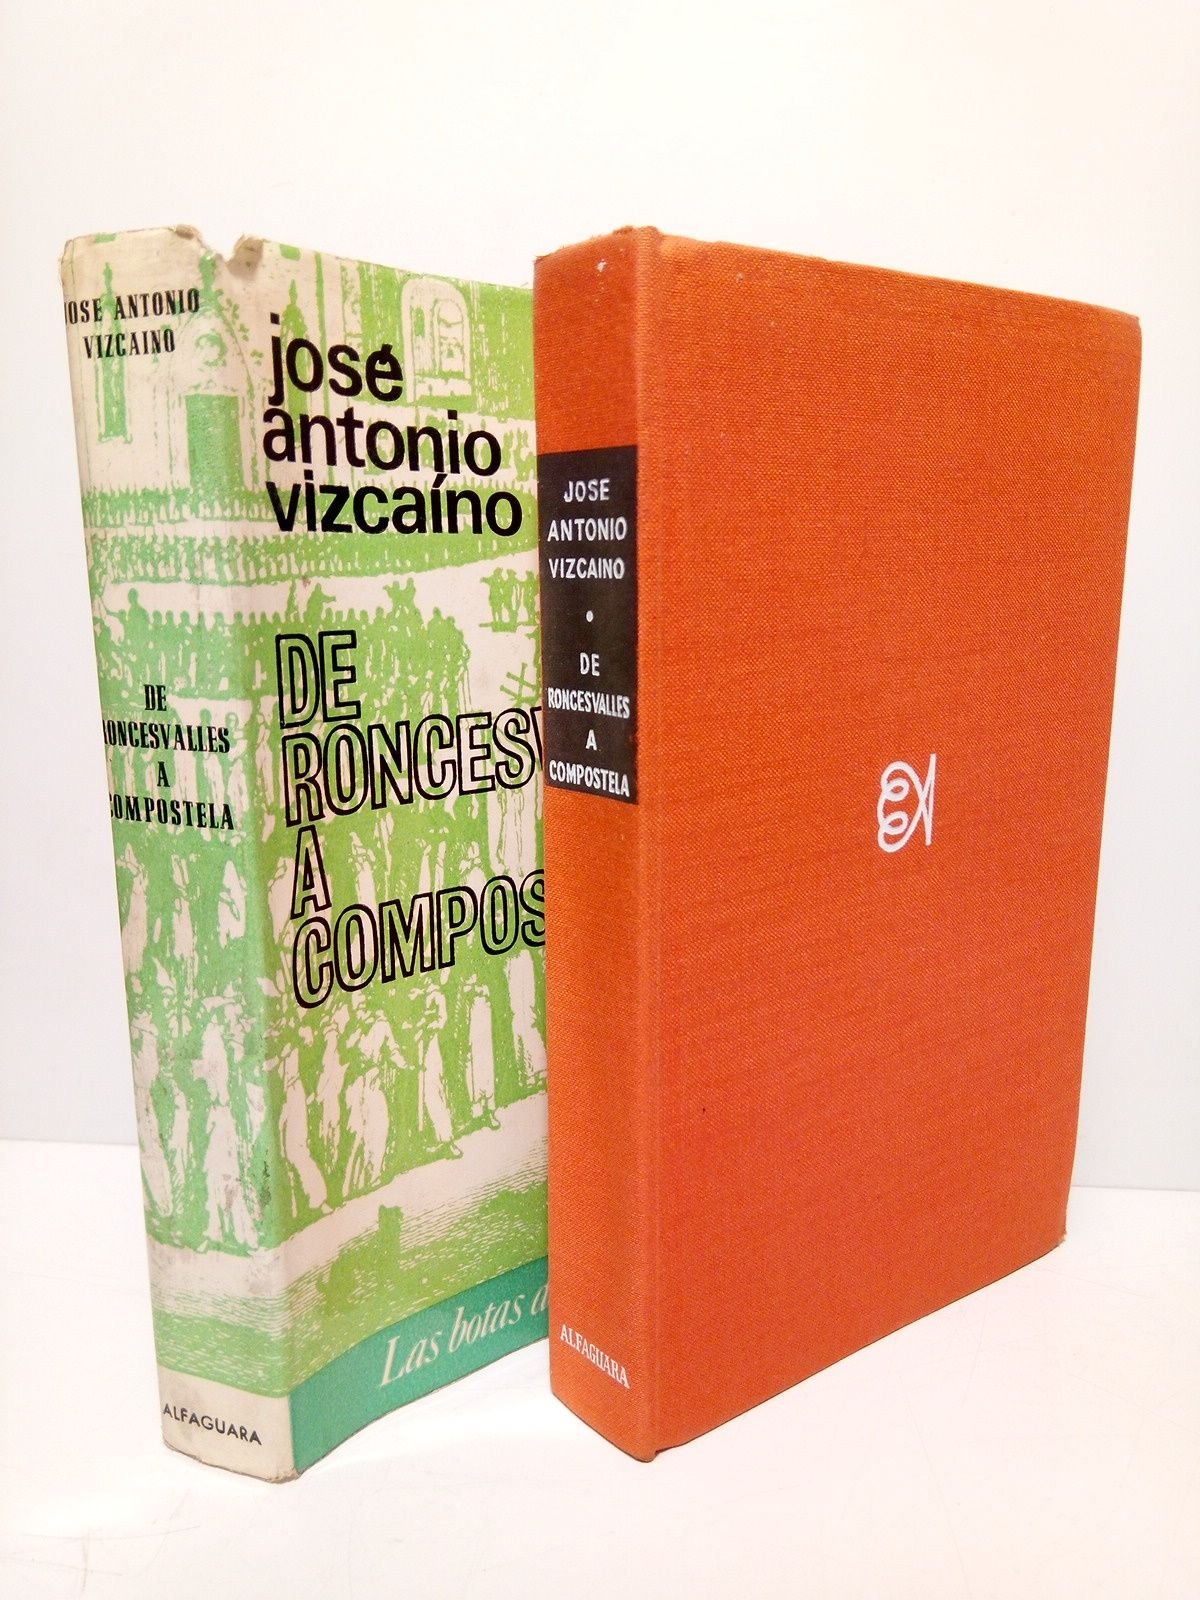 JOSE ANTONIO
VIZCAINO
DE
RONCESVALLES
A
COMPOSTELA
ALFAGUARA
josé
antonio
vizcaíno
DE
RONCES
A
COMPOS
Las botas
JOSE
ANTONIO
VIZCAINO
•
DE
RONCESVALLES
A
COMPOSTELA
ALFAGUARA